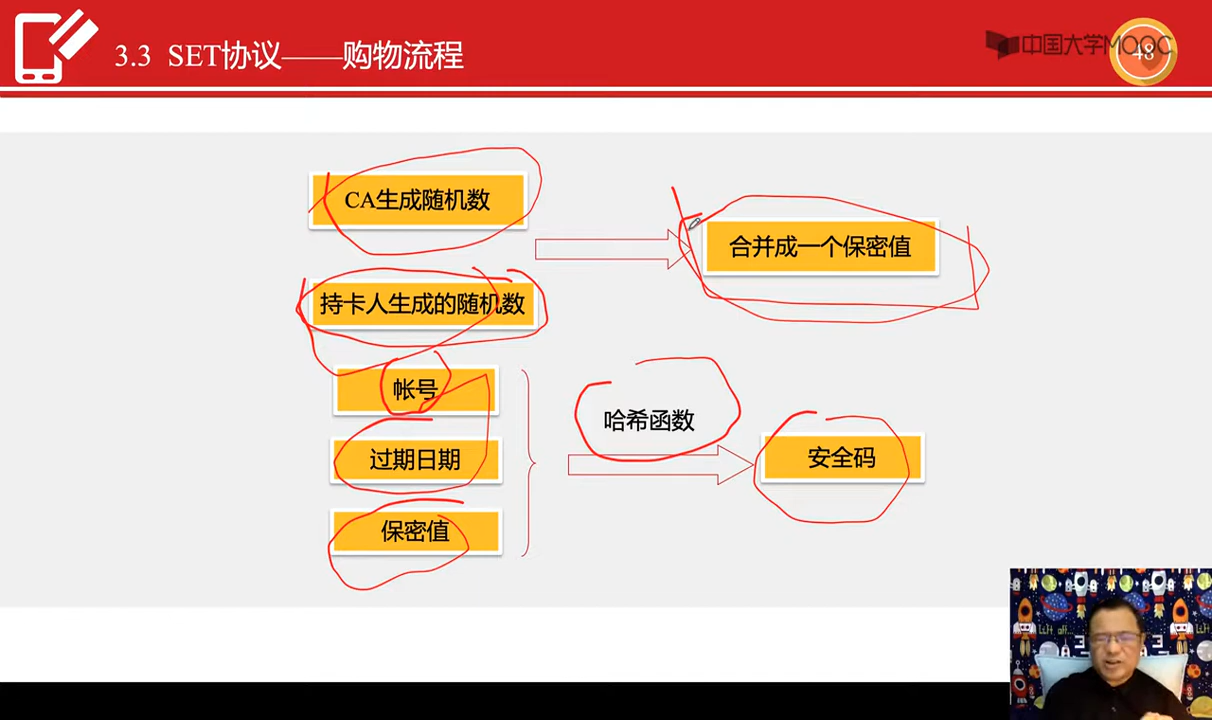 3.3 SET协议——购物流程
中国大学MOOC
48
CA生成随机数
合并成一个保密值
持卡人生成的随机数
帐号
哈希函数
过期日期
安全码
保密值